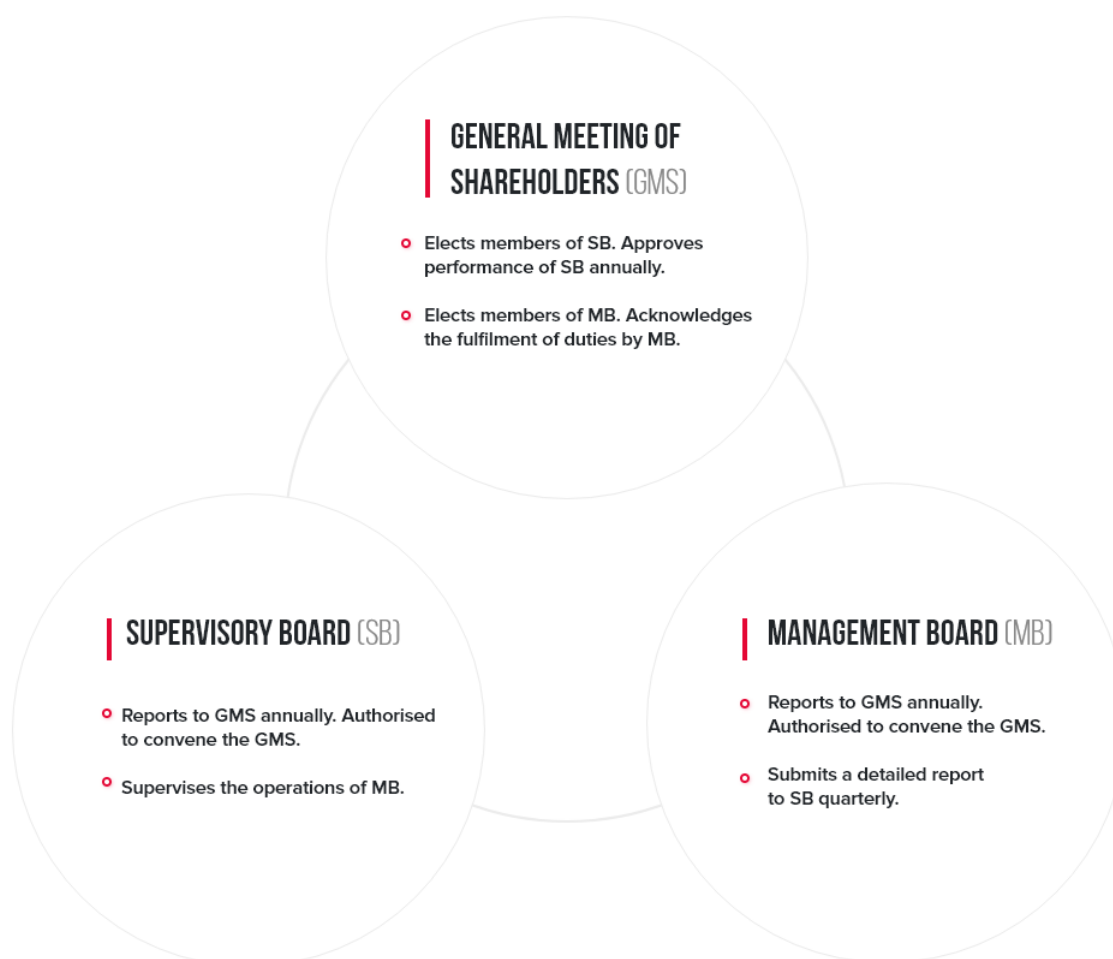 GENERAL MEETING OF
SHAREHOLDERS (GMS)
Elects members of SB. Approves
performance of SB annually.
Elects members of MB. Acknowledges
the fulfilment of duties by MB.
SUPERVISORY BOARD (SB)
Reports to GMS annually. Authorised
to convene the GMS.
Supervises the operations of MB.
MANAGEMENT BOARD (MB)
Reports to GMS annually.
Authorised to convene the GMS.
Submits a detailed report
to SB quarterly.